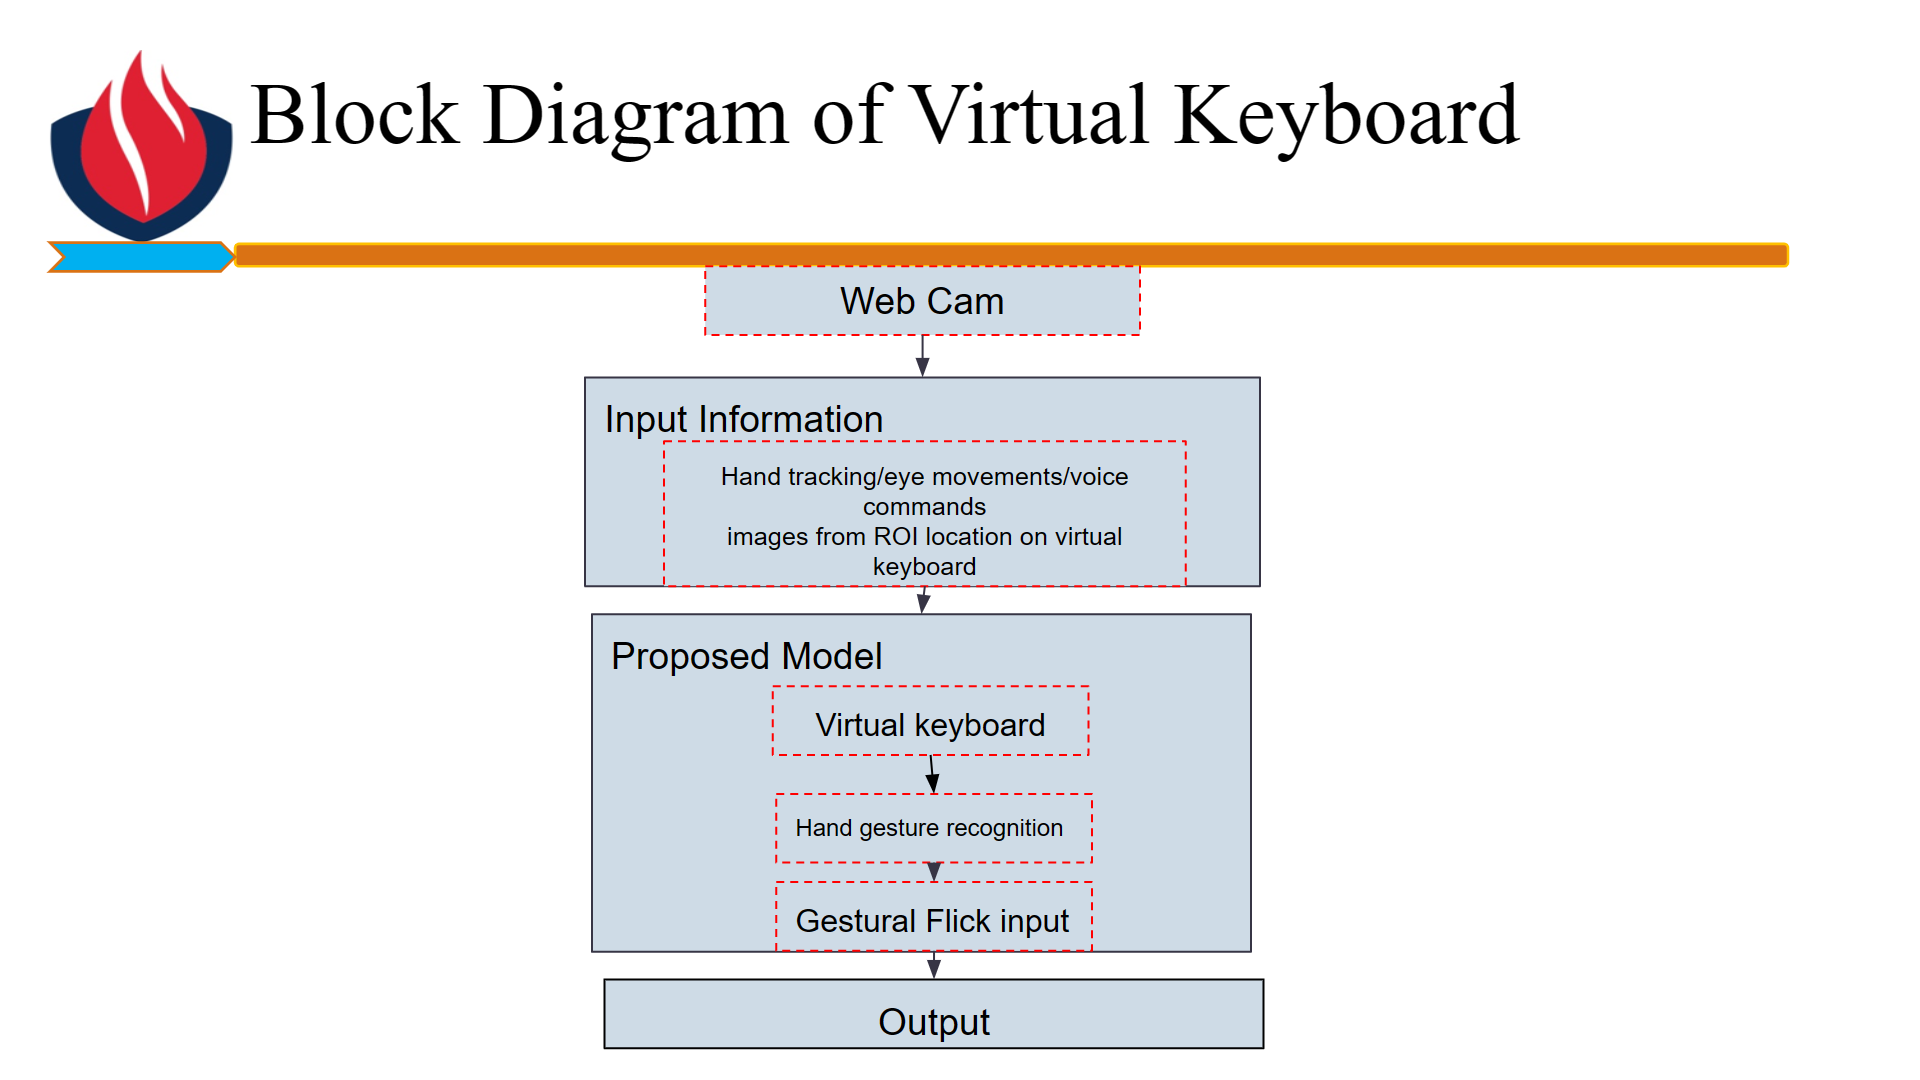 Block Diagram of Virtual Keyboard
Web Cam
Input Information
Hand tracking/eye movements/voice
commands
images from ROI location on virtual
keyboard
Proposed Model
Virtual keyboard
Hand gesture recognition
Gestural Flick input
Output